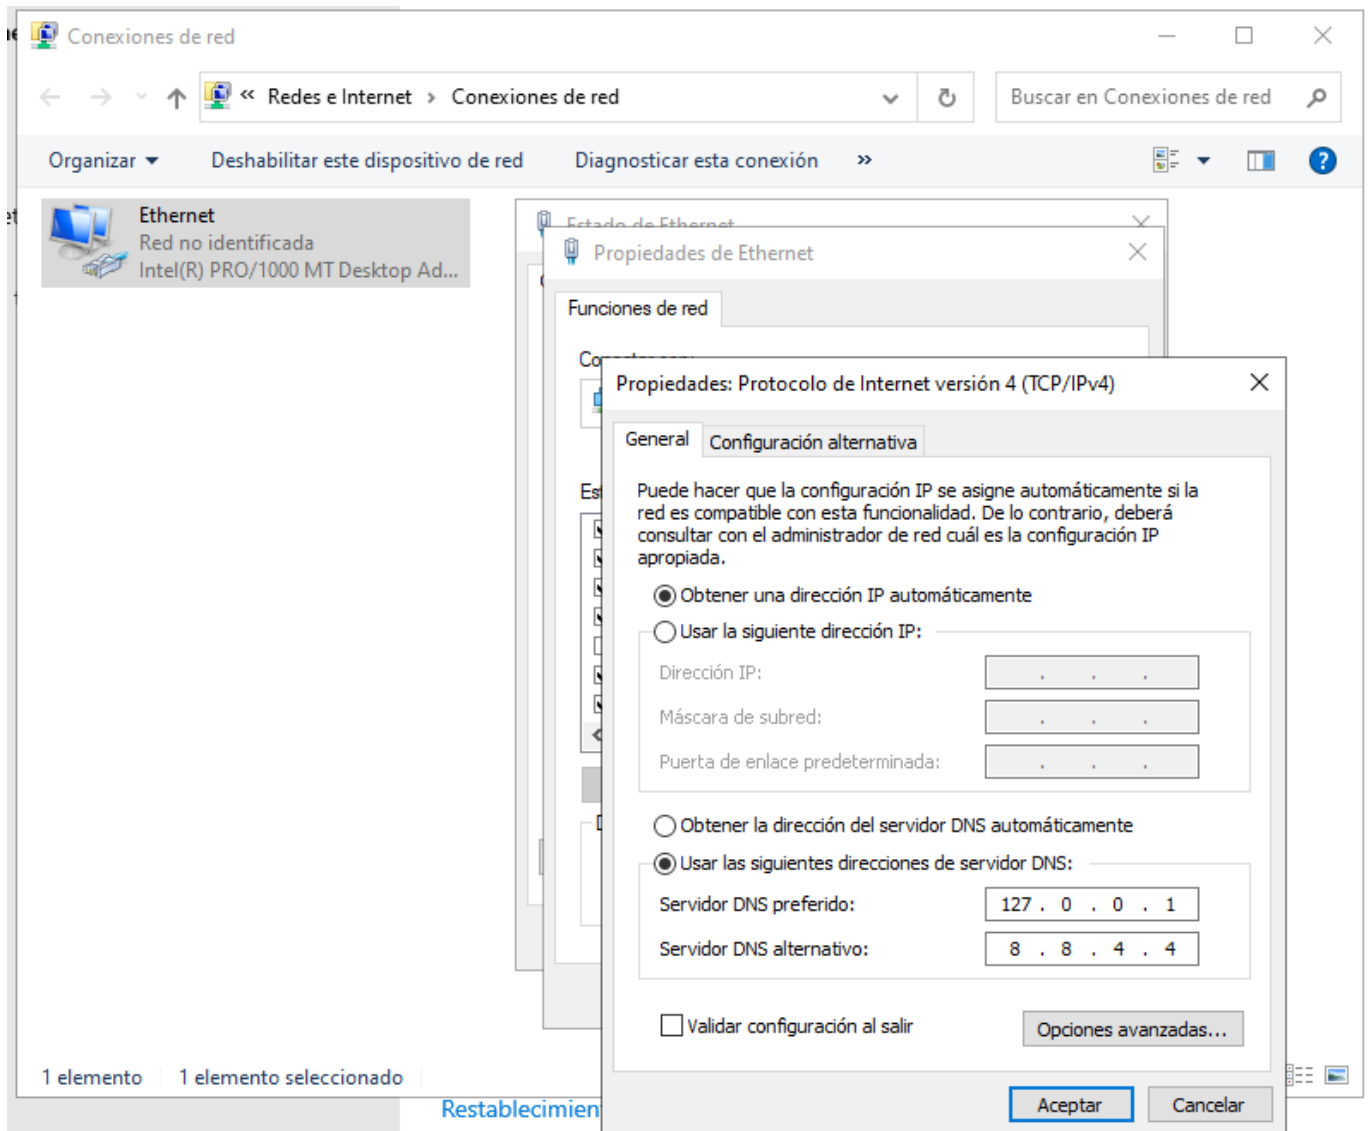 Conexiones de red
« Redes e Internet > Conexiones de red
Buscar en Conexiones de red
Organizar
Deshabilitar este dispositivo de red
Diagnosticar esta conexión
»
Ethernet
Red no identificada
Intel(R) PRO/1000 MT Desktop Ad...
Estado de Ethernet
Propiedades de Ethernet
Funciones de red
Propiedades: Protocolo de Internet versión 4 (TCP/IPv4)
General
Configuración alternativa
Puede hacer que la configuración IP se asigne automáticamente si la
red es compatible con esta funcionalidad. De lo contrario, deberá
consultar con el administrador de red cuál es la configuración IP
apropiada.
Obtener una dirección IP automáticamente
Usar la siguiente dirección IP:
Dirección IP: . . .
Máscara de subred: . . .
Puerta de enlace predeterminada: . . .
Obtener la dirección del servidor DNS automáticamente
Usar las siguientes direcciones de servidor DNS:
Servidor DNS preferido: 127 . 0 . 0 . 1
Servidor DNS alternativo: 8 . 8 . 4 . 4
Validar configuración al salir
Opciones avanzadas...
1 elemento
1 elemento seleccionado
Aceptar
Cancelar
Restablecimien